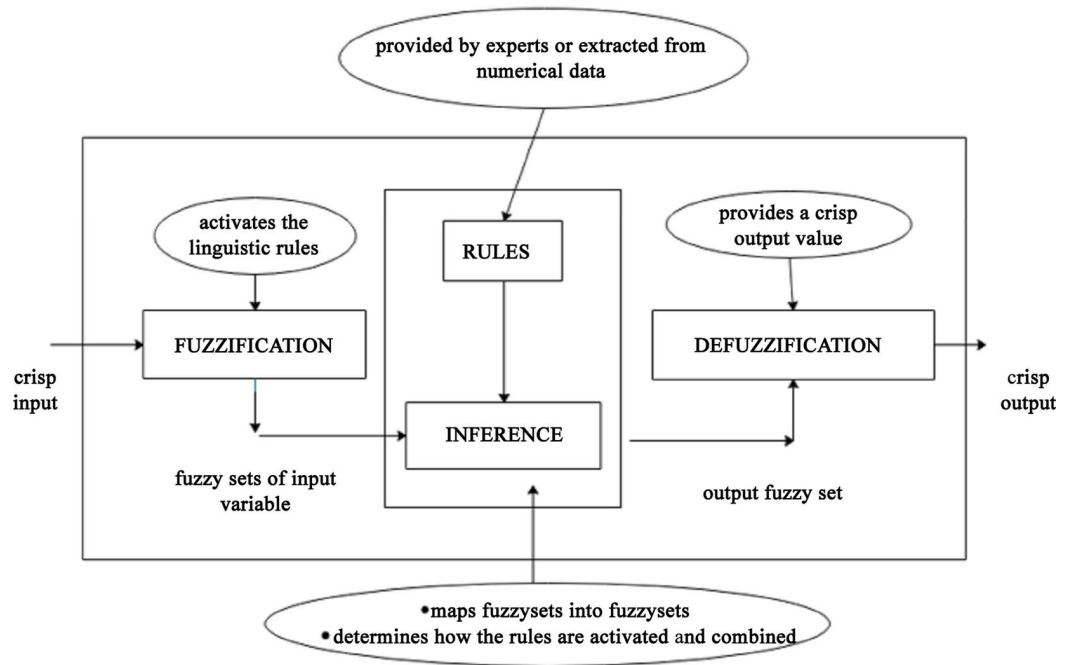 provided by experts or extracted from
numerical data
activates the
linguistic rules
provides a crisp
output value
RULES
FUZZIFICATION
DEFUZZIFICATION
crisp
input
crisp
output
INFERENCE
fuzzy sets of input
variable
output fuzzy set
•maps fuzzysets into fuzzysets
•determines how the rules are activated and combined